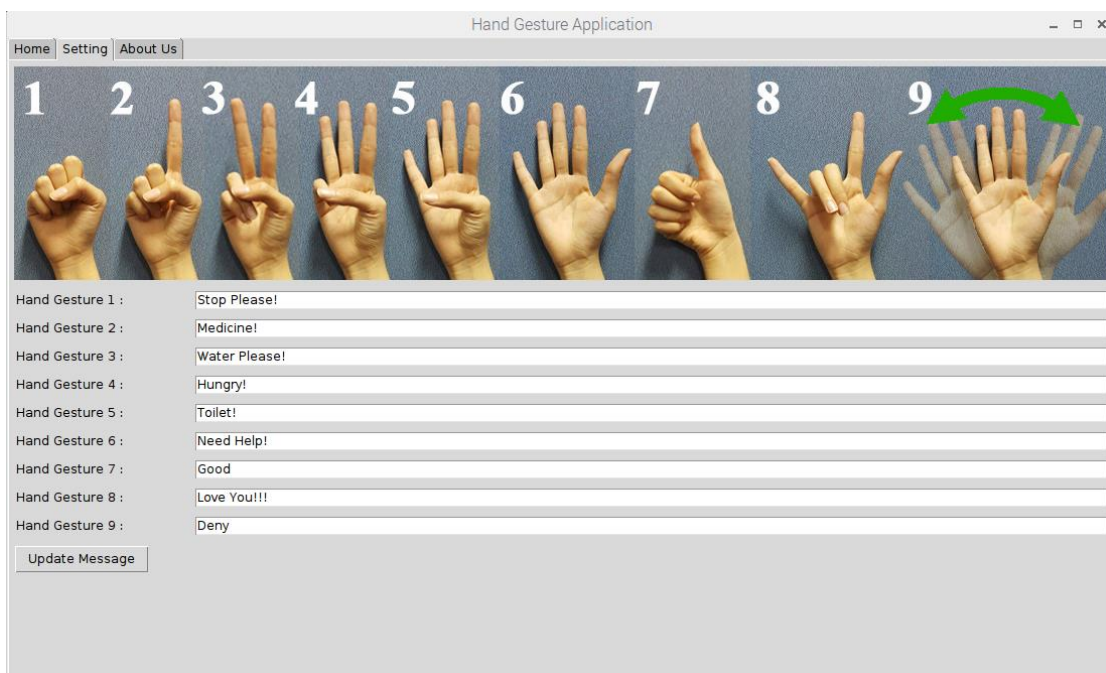 Hand Gesture Application
Home Setting About Us
1 2 3 4 5 6 7 8 9
Hand Gesture 1 : Stop Please!
Hand Gesture 2 : Medicine!
Hand Gesture 3 : Water Please!
Hand Gesture 4 : Hungry!
Hand Gesture 5 : Toilet!
Hand Gesture 6 : Need Help!
Hand Gesture 7 : Good
Hand Gesture 8 : Love You!!!
Hand Gesture 9 : Deny
Update Message